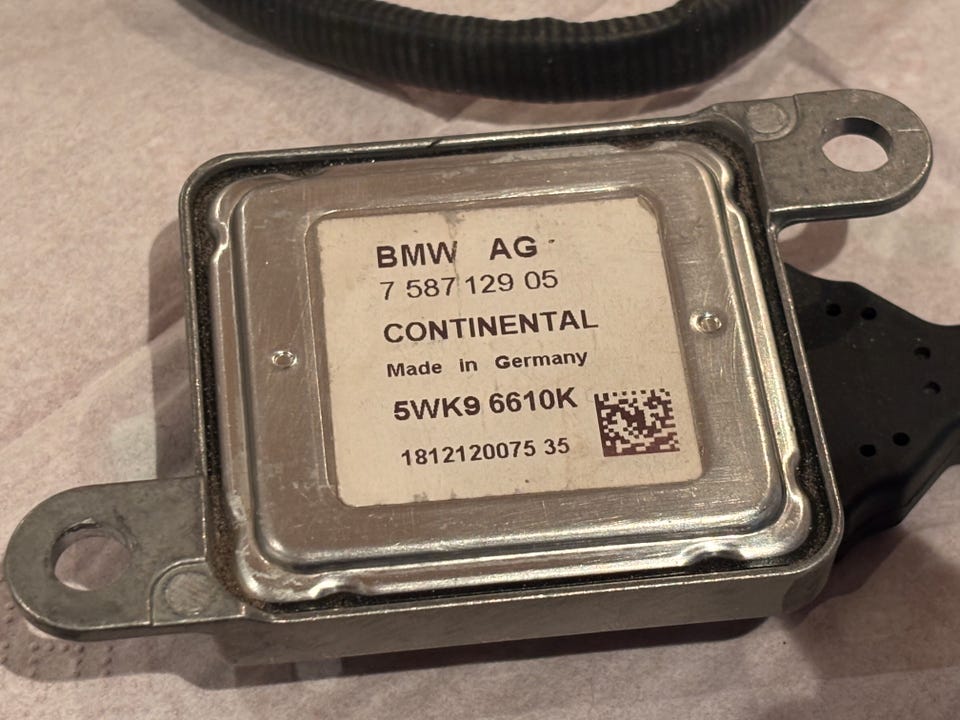 BMW AG
7 587 129 05
CONTINENTAL
Made in Germany
5WK9 6610K
1812120075 35